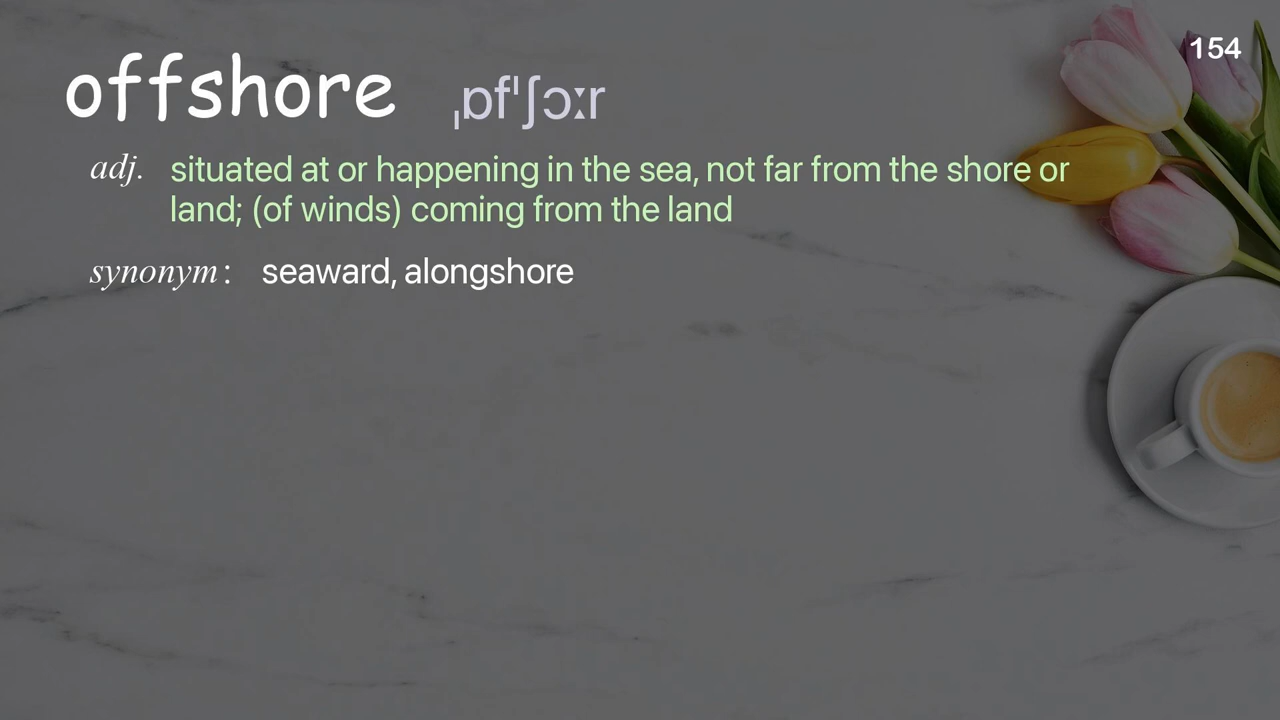 154
offshore ˌɒfˈʃɔːr
adj. situated at or happening in the sea, not far from the shore or
land; (of winds) coming from the land
synonym: seaward, alongshore